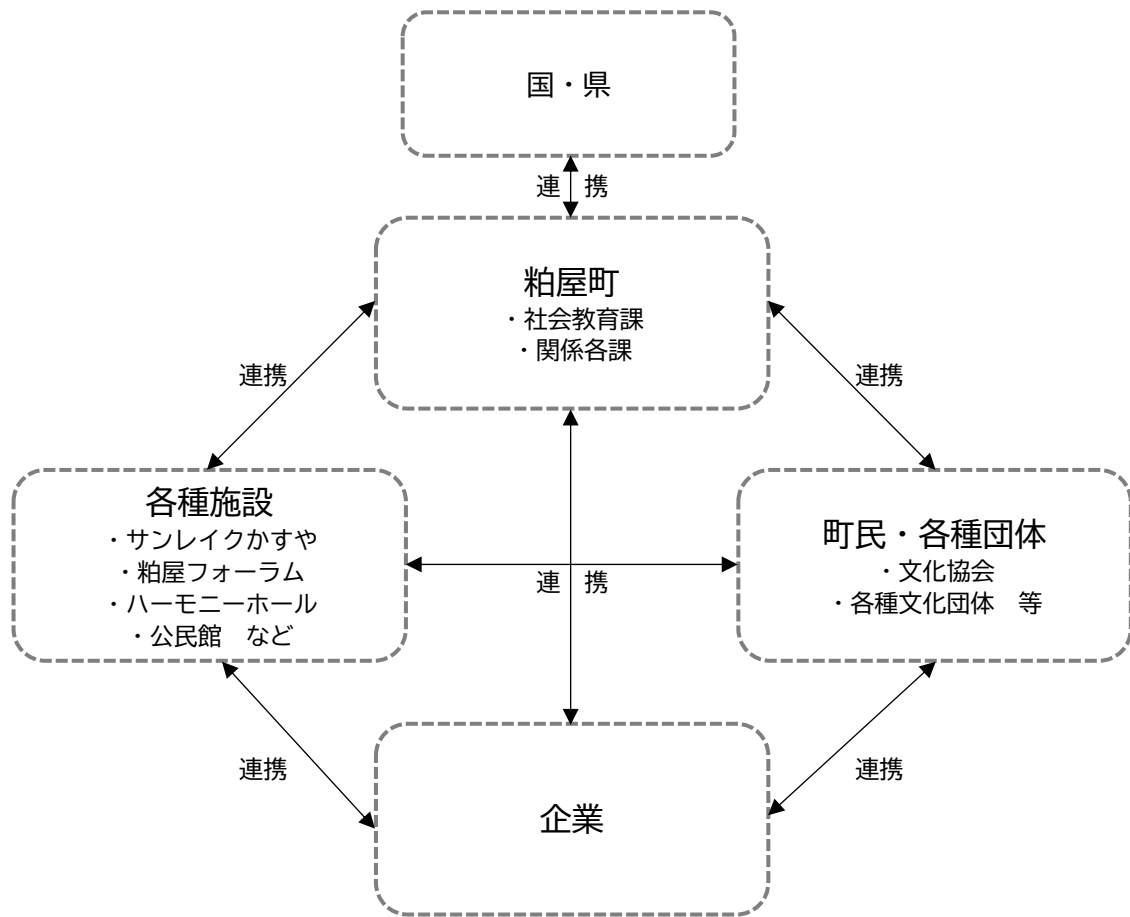 国・県
連　携
粕屋町
・社会教育課
・関係各課
連携
連携
各種施設
・サンレイクかすや
・粕屋フォーラム
・ハーモニーホール
・公民館　など
町民・各種団体
・文化協会
・各種文化団体　等
連　携
連携
連携
企業